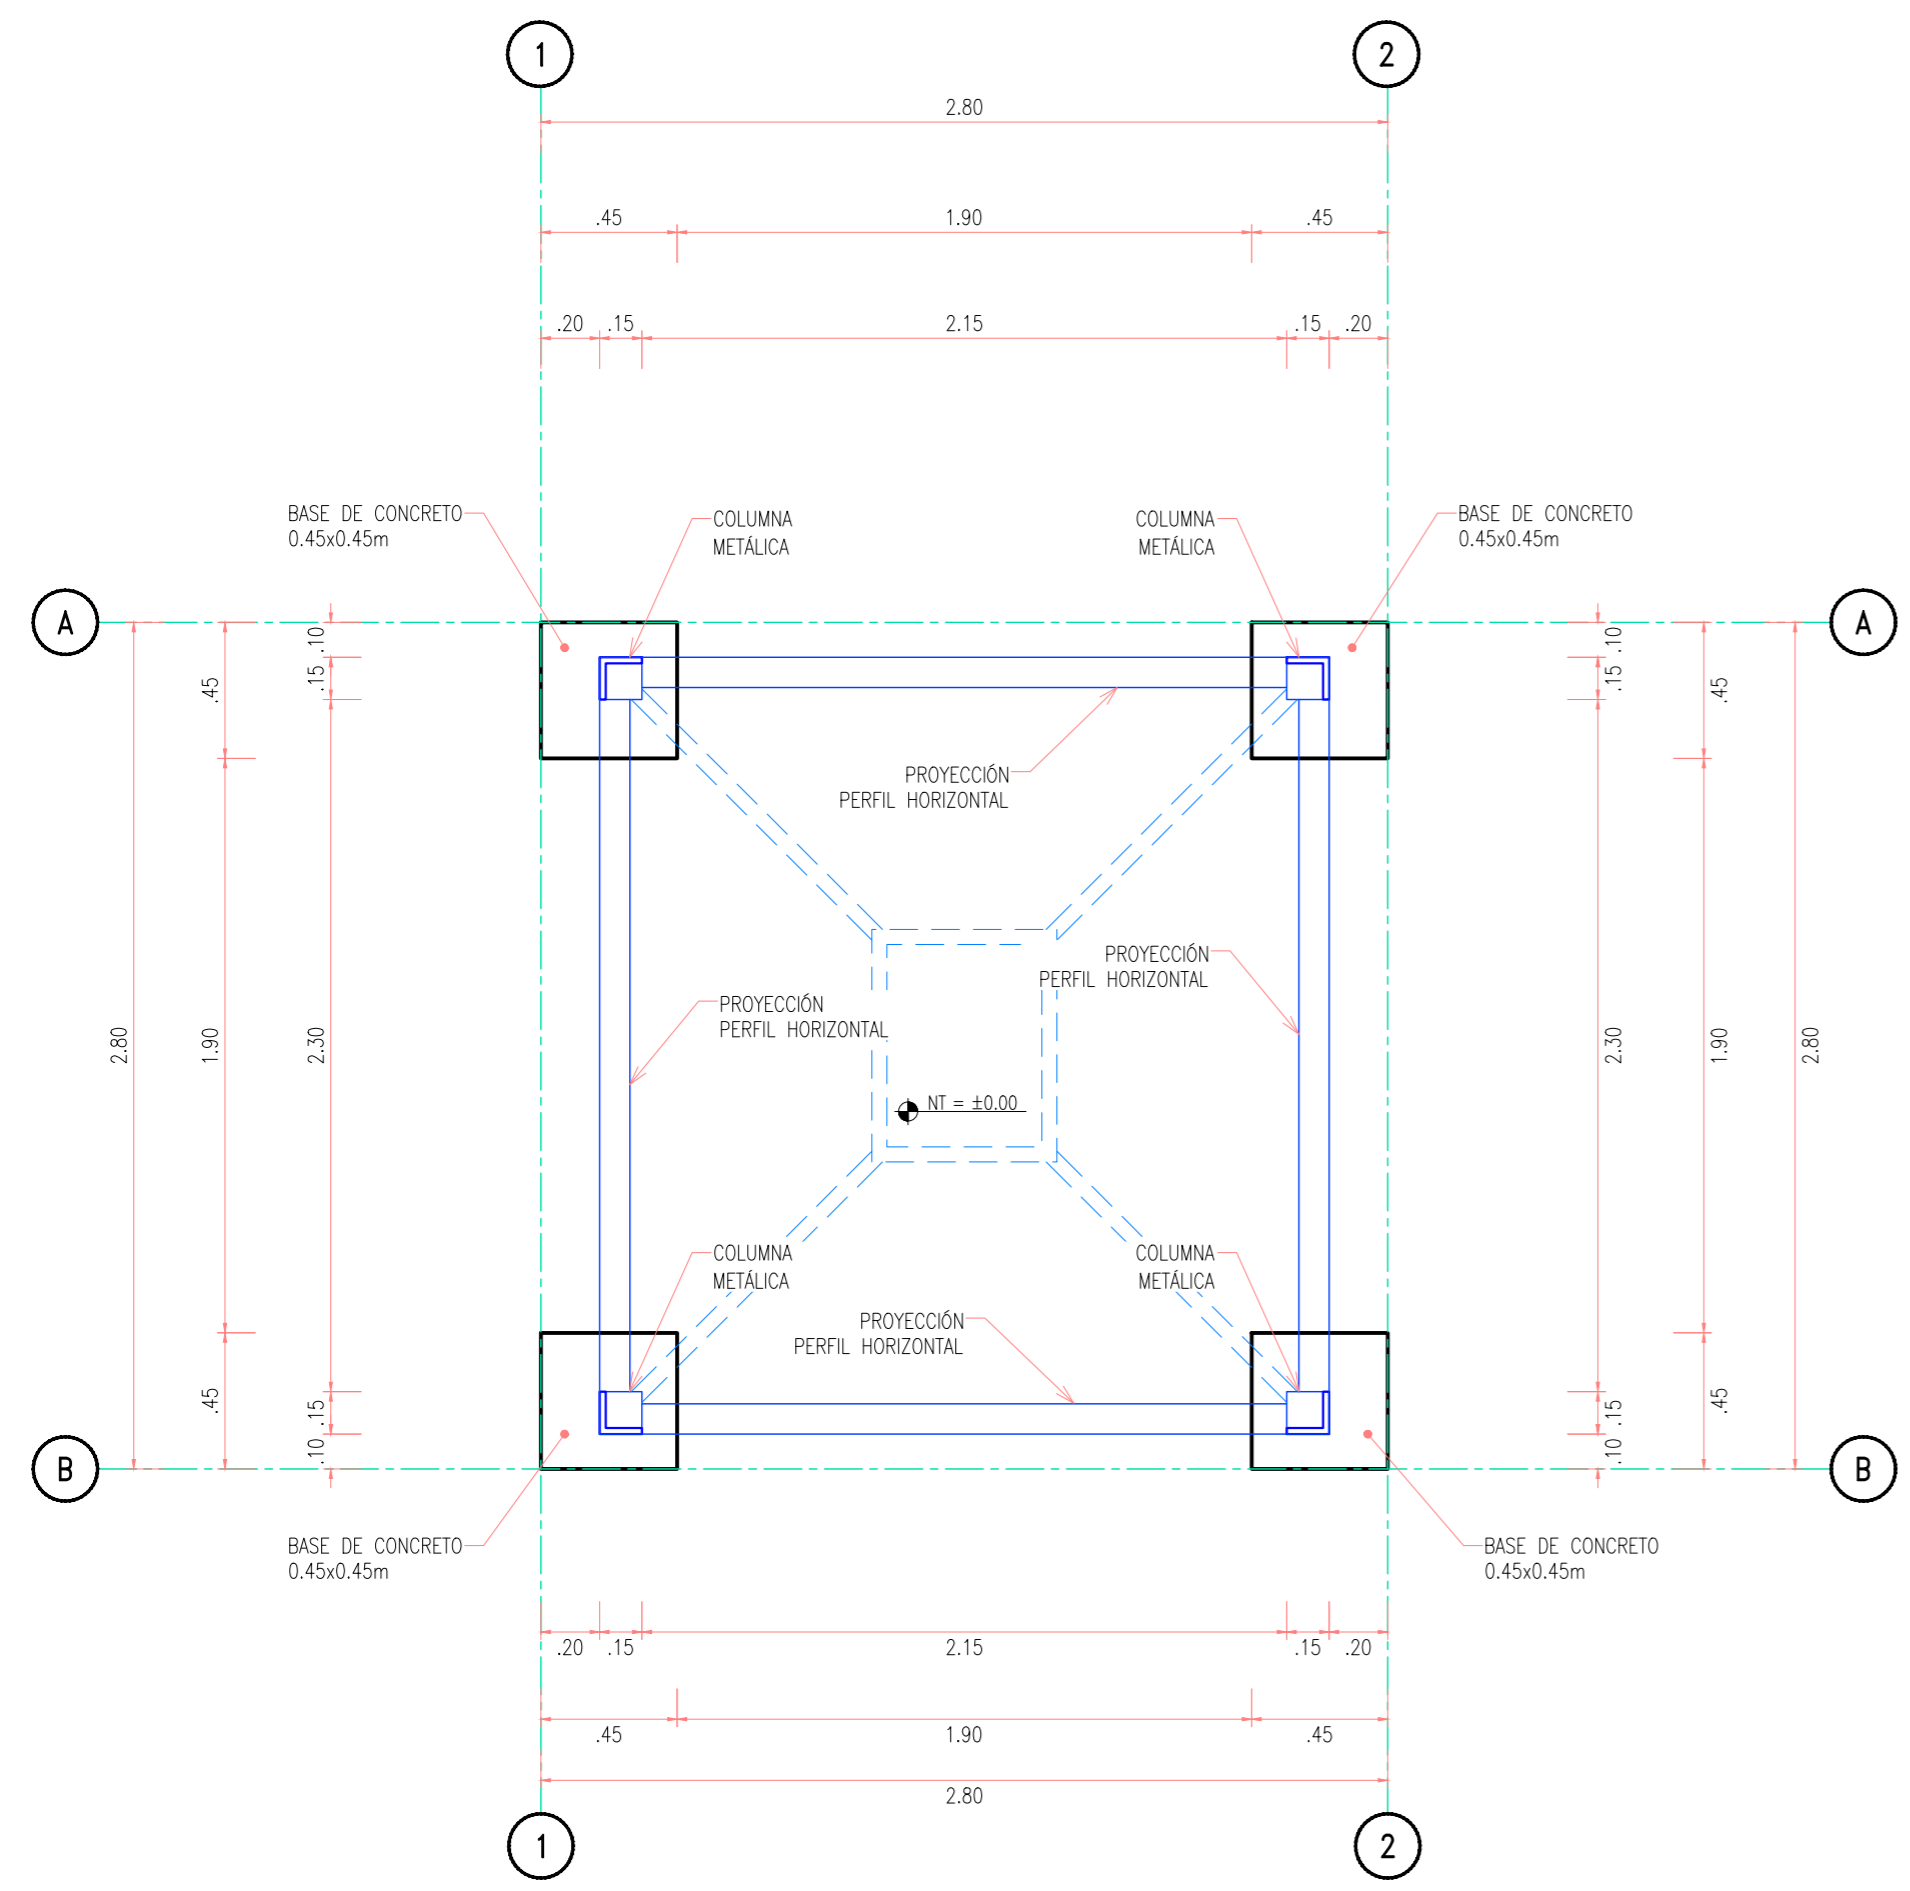 1
2
2.80
.45
1.90
.45
.20
.15
2.15
.15
.20
BASE DE CONCRETO
0.45x0.45m
COLUMNA
METÁLICA
COLUMNA
METÁLICA
BASE DE CONCRETO
0.45x0.45m
A
A
.10
.15
.45
.10
.15
.45
PROYECCIÓN
PERFIL HORIZONTAL
PROYECCIÓN
PERFIL HORIZONTAL
PROYECCIÓN
PERFIL HORIZONTAL
2.80
1.90
2.30
2.30
1.90
2.80
NT = ±0.00
COLUMNA
METÁLICA
COLUMNA
METÁLICA
PROYECCIÓN
PERFIL HORIZONTAL
.45
.15
.10
.15
.10
.45
B
B
BASE DE CONCRETO
0.45x0.45m
BASE DE CONCRETO
0.45x0.45m
.20
.15
2.15
.15
.20
.45
1.90
.45
2.80
1
2